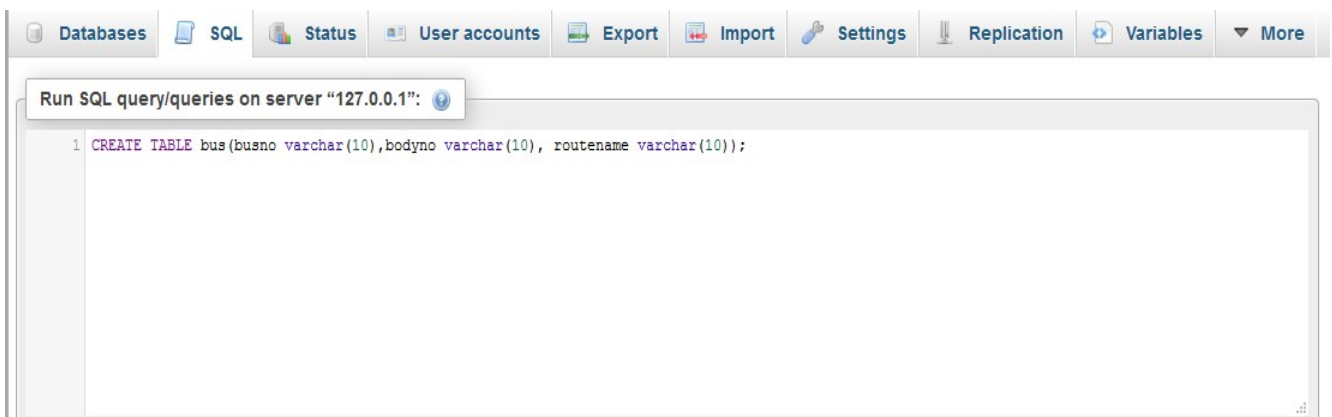 Databases SQL Status User accounts Export Import Settings Replication Variables More
Run SQL query/queries on server “127.0.0.1”:
1 CREATE TABLE bus(busno varchar(10),bodyno varchar(10), routename varchar(10));